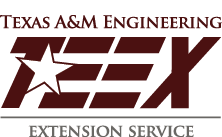 TEXAS A&M ENGINEERING
TEEX
EXTENSION SERVICE